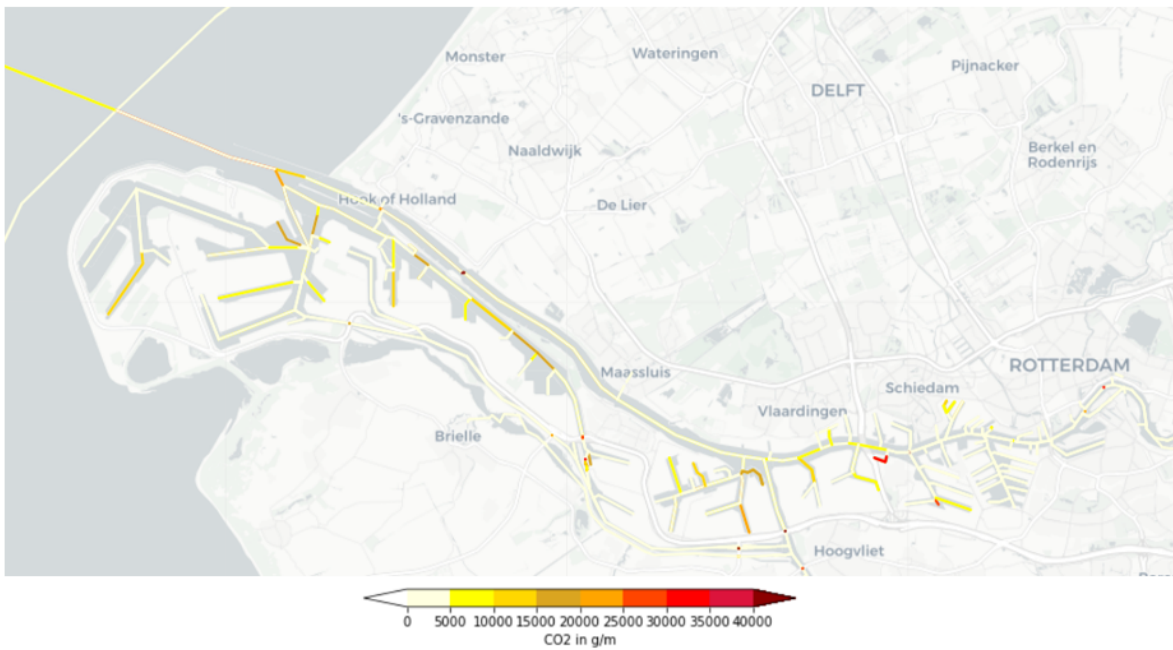 Monster
Wateringen
Pijnacker
DELFT
's-Gravenzande
Naaldwijk
Berkel en
Rodenrijs
Hook of Holland
De Lier
ROTTERDAM
Maassluis
Schiedam
Vlaardingen
Brielle
Hoogvliet
0 5000 10000 15000 20000 25000 30000 35000 40000
CO2 in g/m